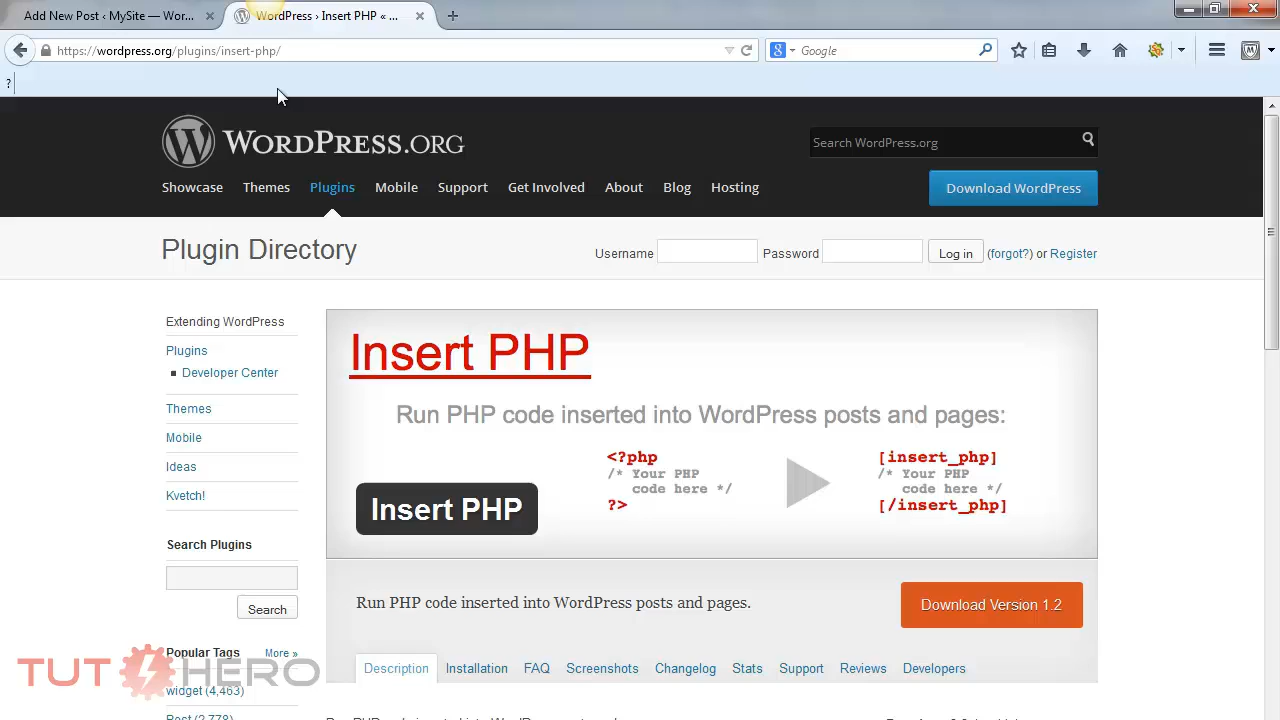 Add New Post ‹ MySite — Wor...
WordPress › Insert PHP « ...
https://wordpress.org/plugins/insert-php/
Google
?
WORDPRESS.ORG
Search WordPress.org
Showcase Themes Plugins Mobile Support Get Involved About Blog Hosting
Download WordPress
Plugin Directory
Username Password Log in (forgot?) or Register
Extending WordPress
Plugins
Developer Center
Themes
Mobile
Ideas
Kvetch!
Search Plugins
Search
Popular Tags More »
widget (4,463)
Post (2,778)
Insert PHP
Run PHP code inserted into WordPress posts and pages:
<?php
/* Your PHP
code here */
?>
[insert_php]
/* Your PHP
code here */
[/insert_php]
Insert PHP
Run PHP code inserted into WordPress posts and pages.
Download Version 1.2
Description Installation FAQ Screenshots Changelog Stats Support Reviews Developers
TUT HERO